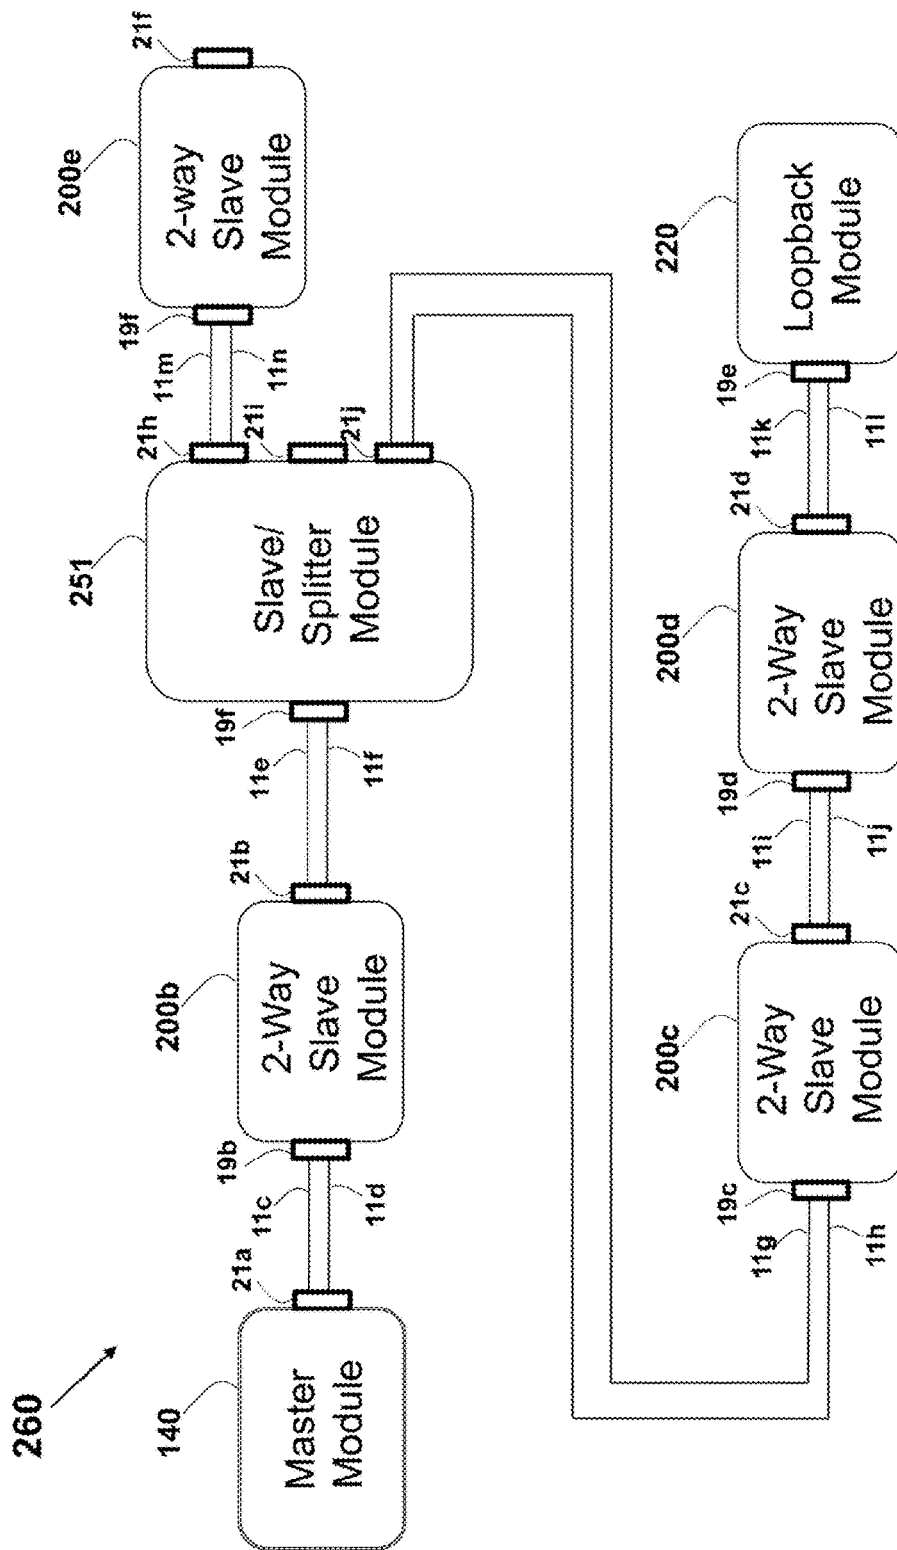 260
140
Master
Module
21a
11c
11d
19b
200b
2-Way
Slave
Module
21b
11e
11f
19f
251
Slave/
Splitter
Module
21h
21i
21j
11m
11n
19f
200e
2-way
Slave
Module
21f
11g
11h
19c
200c
2-Way
Slave
Module
21c
11i
11j
19d
200d
2-Way
Slave
Module
21d
11k
11l
19e
220
Loopback
Module